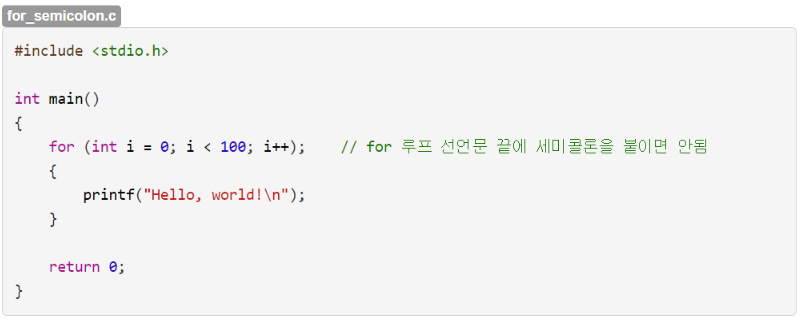 for_semicolon.c
#include <stdio.h>
int main()
{
for (int i = 0; i < 100; i++);    // for 루프 선언문 끝에 세미콜론을 붙이면 안됨
{
printf("Hello, world!\n");
}
return 0;
}